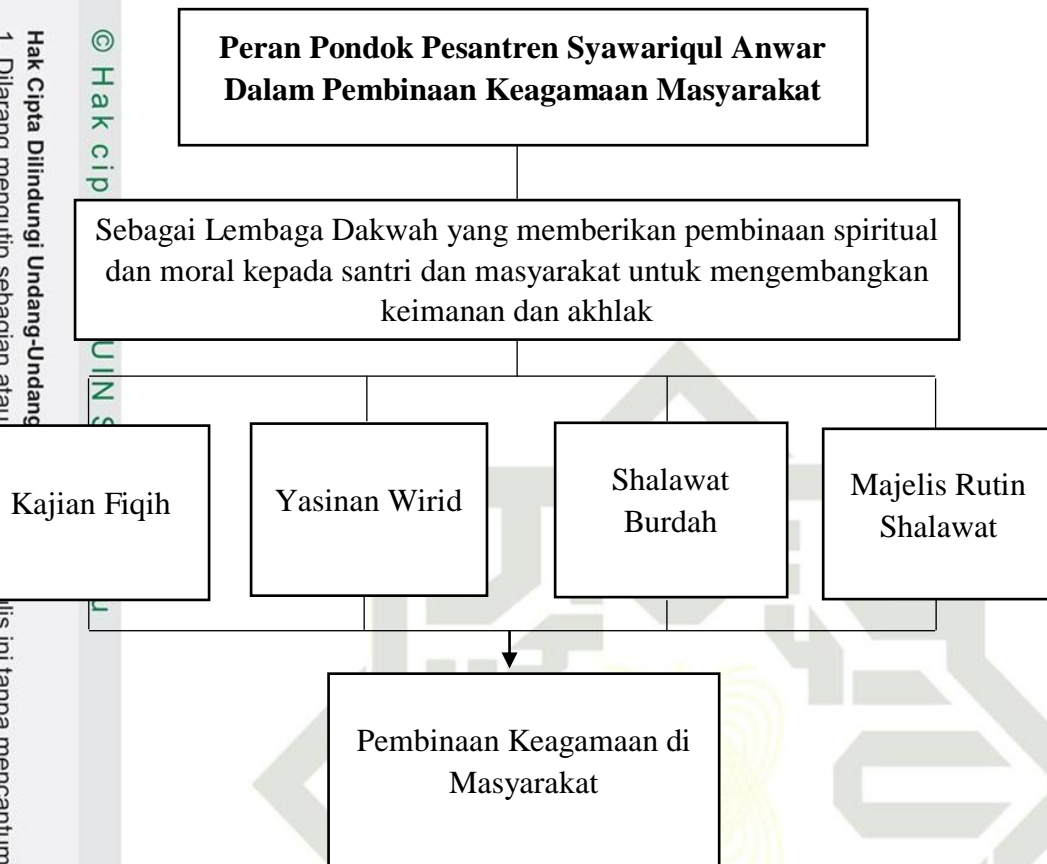 Peran Pondok Pesantren Syawariqul Anwar
Dalam Pembinaan Keagamaan Masyarakat
Sebagai Lembaga Dakwah yang memberikan pembinaan spiritual
dan moral kepada santri dan masyarakat untuk mengembangkan
keimanan dan akhlak
Kajian Fiqih
Yasinan Wirid
Shalawat
Burdah
Majelis Rutin
Shalawat
Pembinaan Keagamaan di
Masyarakat
© Hak cip
UIN S
Hak Cipta Dilindungi Undang-Undang
1. Dilarang mengutip sebagian atau
ini tanpa mencantum